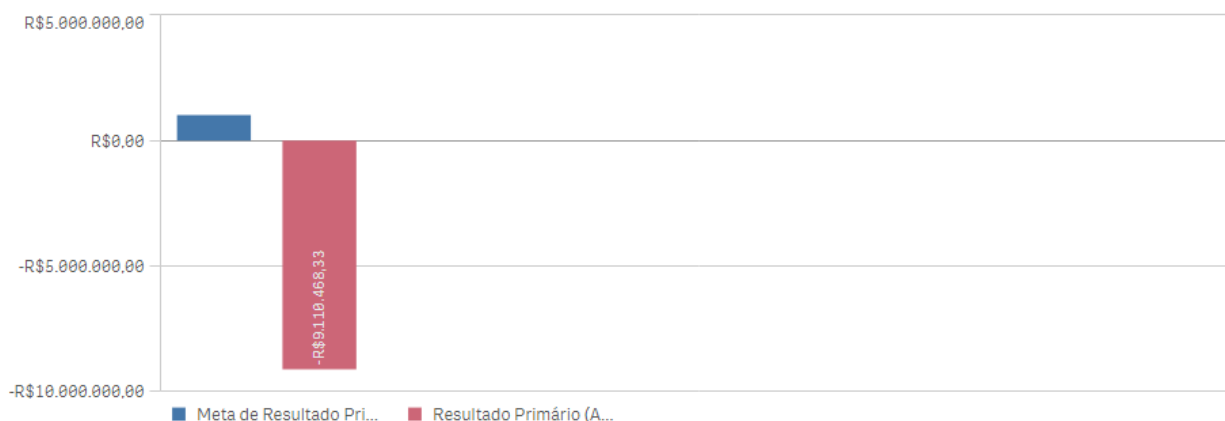 R$5.000.000,00
R$0,00
-R$5.000.000,00
-R$10.000.000,00
-R$9.110.468,33
Meta de Resultado Pri...
Resultado Primário (A...